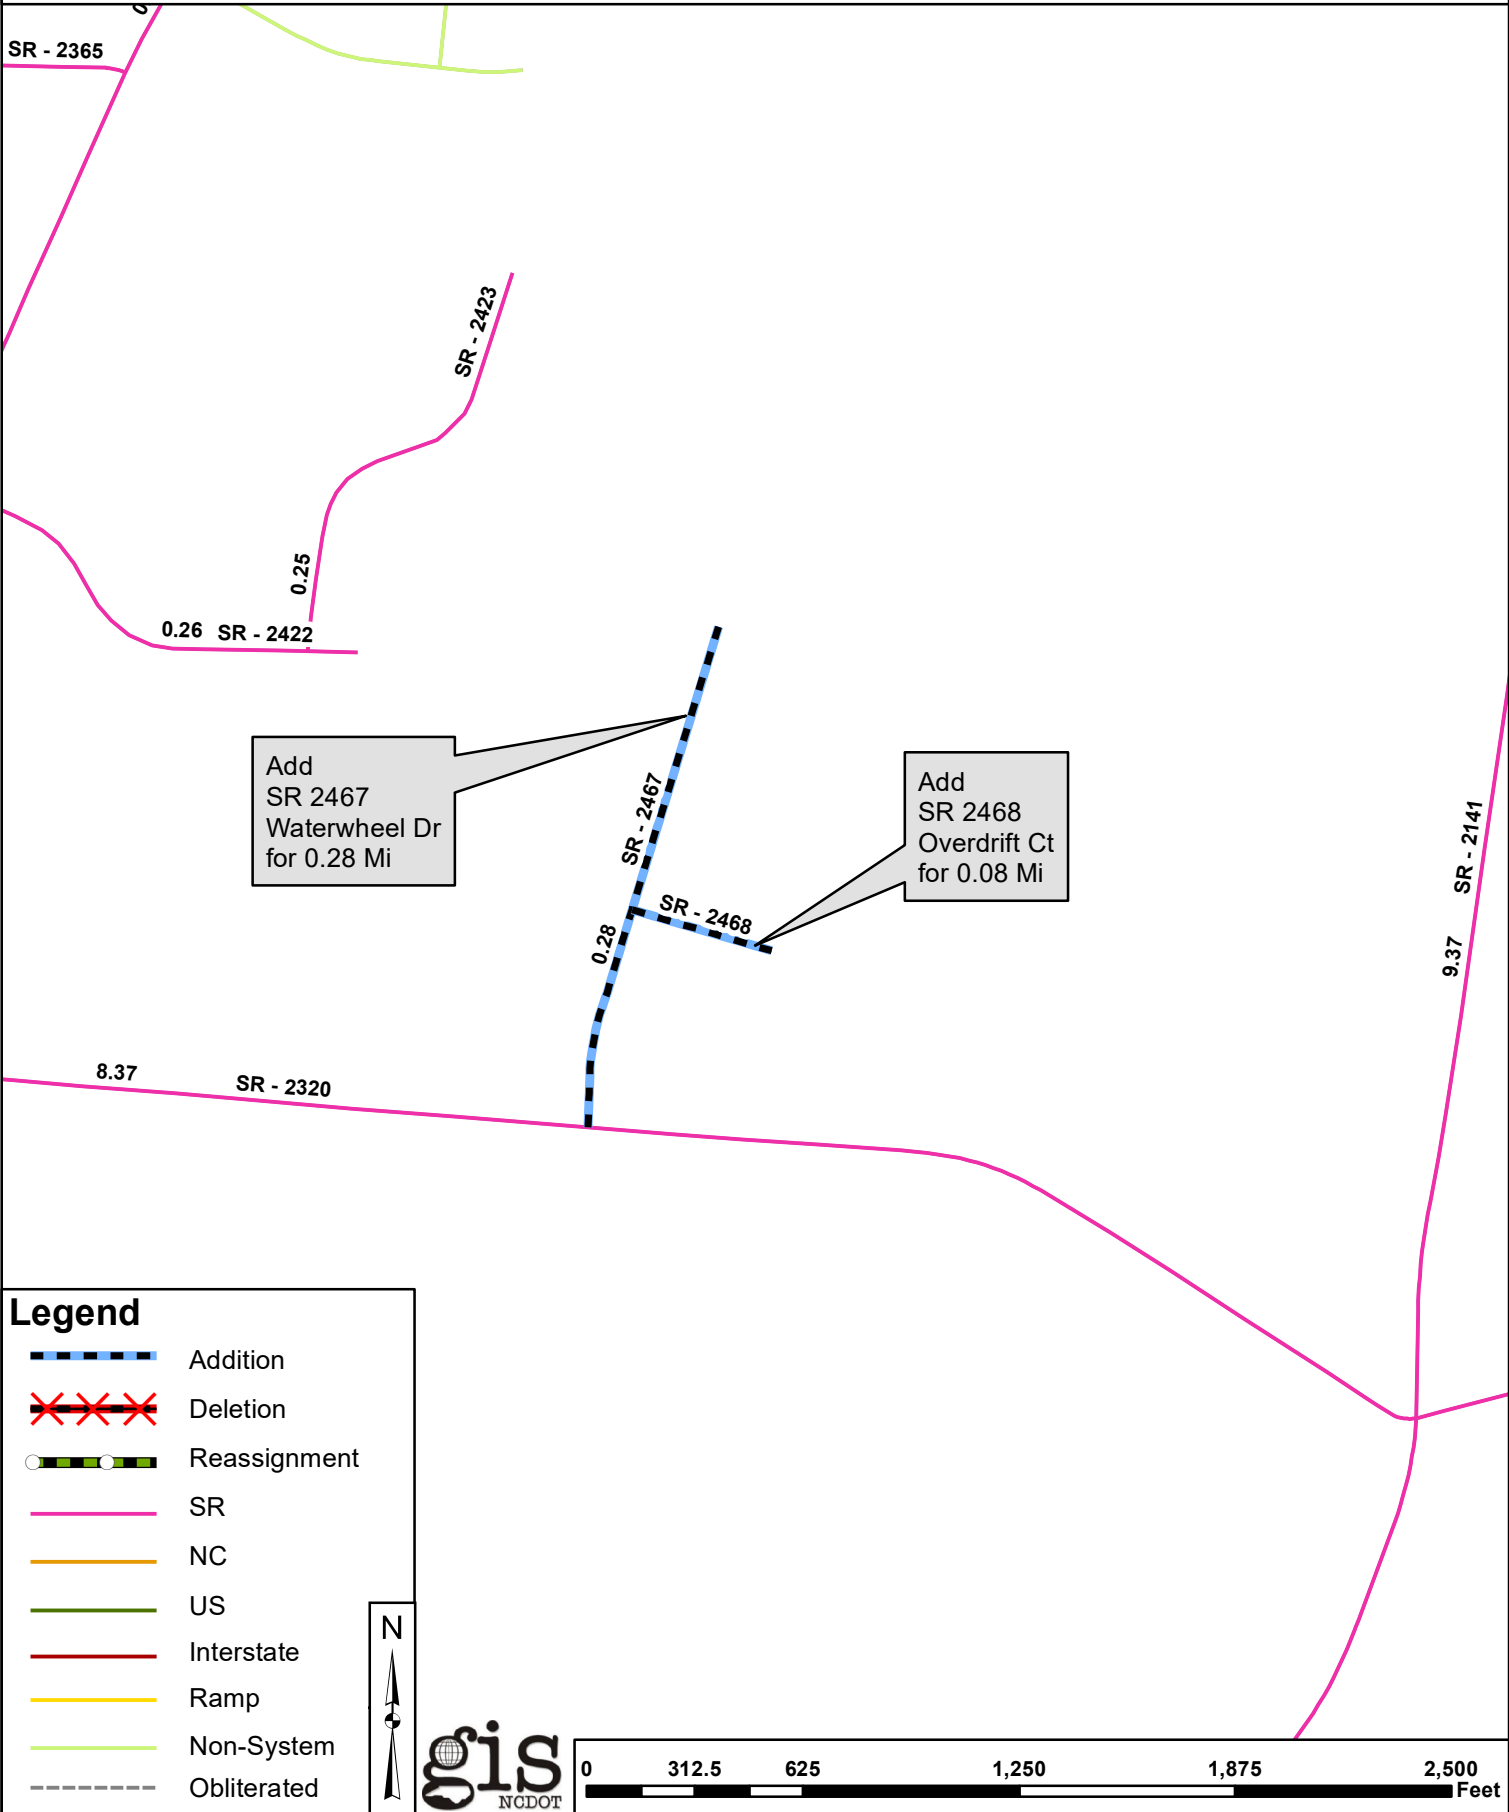 SR - 2365
SR - 2423
0.25
0.26 SR - 2422
Add
SR 2467
Waterwheel Dr
for 0.28 Mi
SR - 2467
Add
SR 2468
Overdrift Ct
for 0.08 Mi
SR - 2468
0.28
SR - 2141
9.37
8.37
SR - 2320
Legend
Addition
Deletion
Reassignment
SR
NC
US
Interstate
Ramp
Non-System
Obliterated
N
gis
NCDOT
0 312.5 625 1,250 1,875 2,500
Feet